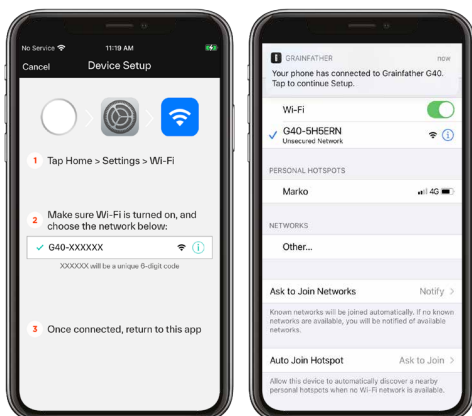 No Service
11:19 AM
Cancel
Device Setup
1 Tap Home > Settings > Wi-Fi
2 Make sure Wi-Fi is turned on, and
choose the network below:
G40-XXXXXX
XXXXXX will be a unique 6-digit code
3 Once connected, return to this app
GRAINFATHER
now
Your phone has connected to Grainfather G40.
Tap to continue Setup.
Wi-Fi
G40-5H5ERN
Unsecured Network
PERSONAL HOTSPOTS
Marko
4G
NETWORKS
Other...
Ask to Join Networks
Notify >
Known networks will be joined automatically. If no known
networks are available, you will be notified of available
networks.
Auto Join Hotspot
Ask to Join >
Allow this device to automatically discover a nearby
personal hotspots when no Wi-Fi network is available.